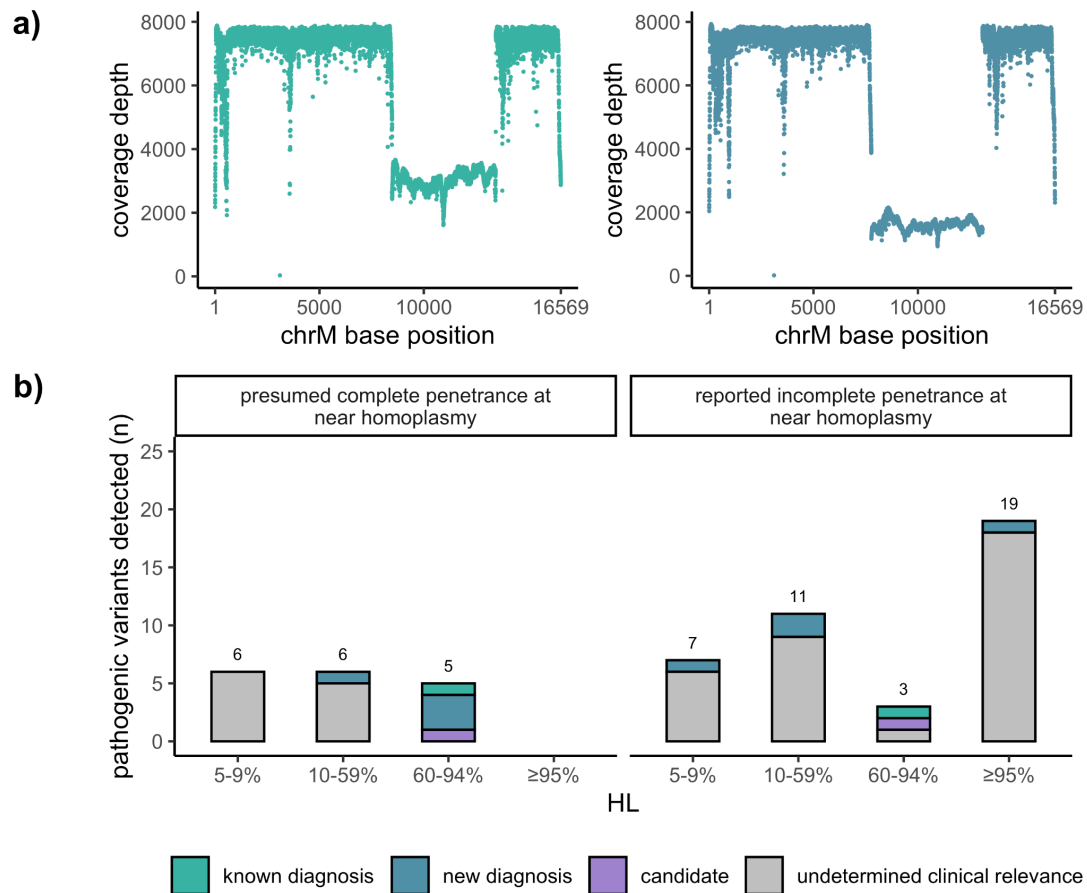 a)
8000
6000
4000
2000
0
coverage depth
1
5000
10000
16569
chrM base position
8000
6000
4000
2000
0
coverage depth
1
5000
10000
16569
chrM base position
b)
presumed complete penetrance at
near homoplasmy
reported incomplete penetrance at
near homoplasmy
pathogenic variants detected (n)
25
20
15
10
5
0
6
6
5
7
11
3
19
5-9%
10-59%
60-94%
≥95%
5-9%
10-59%
60-94%
≥95%
HL
known diagnosis
new diagnosis
candidate
undetermined clinical relevance